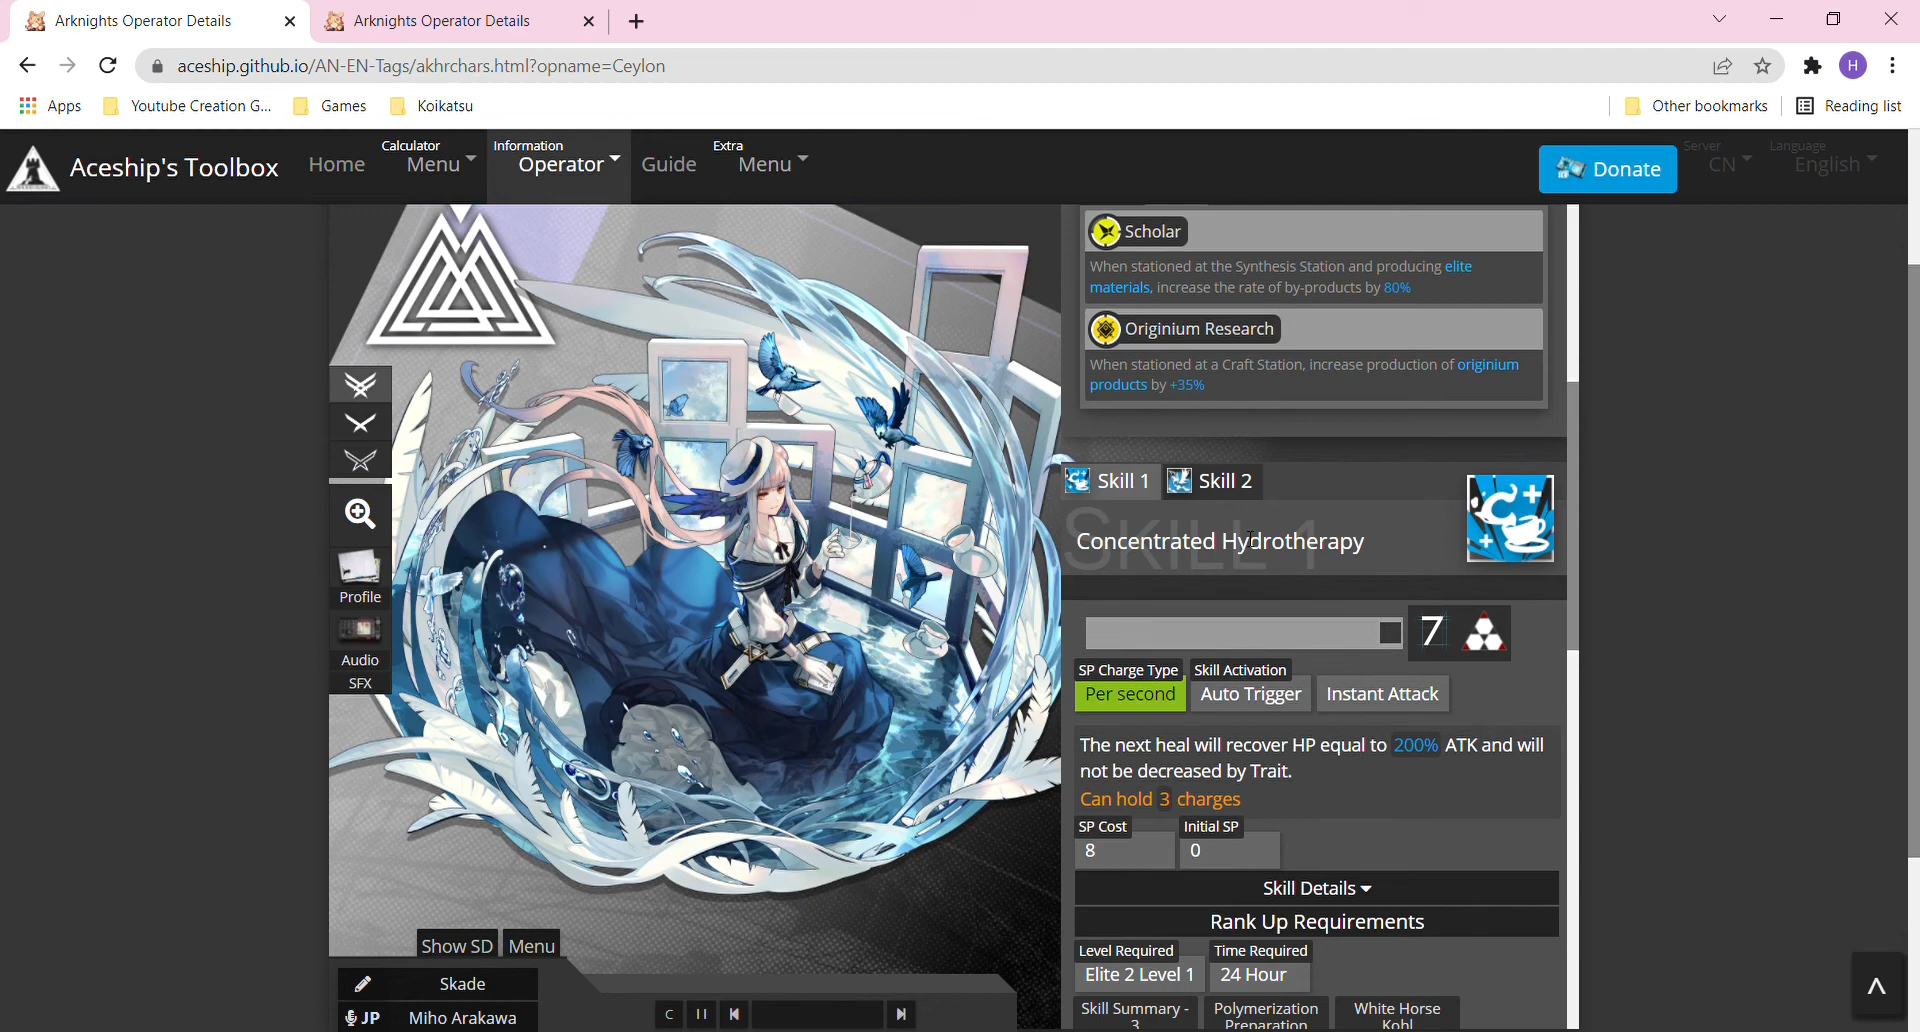 Arknights Operator Details
Arknights Operator Details
aceship.github.io/AN-EN-Tags/akhrchars.html?opname=Ceylon
H
Apps
Youtube Creation G...
Games
Koikatsu
Other bookmarks
Reading list
Aceship's Toolbox
Home
Calculator
Menu
Information
Operator
Guide
Extra
Menu
Donate
Server
CN
Language
English
Scholar
When stationed at the Synthesis Station and producing elite
materials, increase the rate of by-products by 80%
Originium Research
When stationed at a Craft Station, increase production of originium
products by +35%
Skill 1
Skill 2
SKILL 1
Concentrated Hydrotherapy
7
SP Charge Type
Per second
Skill Activation
Auto Trigger
Instant Attack
The next heal will recover HP equal to 200% ATK and will
not be decreased by Trait.
Can hold 3 charges
SP Cost
8
Initial SP
0
Skill Details
Rank Up Requirements
Level Required
Elite 2 Level 1
Time Required
24 Hour
Skill Summary -
3
Polymerization
Preparation
White Horse
Kohl
Profile
Audio
SFX
Show SD
Menu
Skade
JP
Miho Arakawa
C